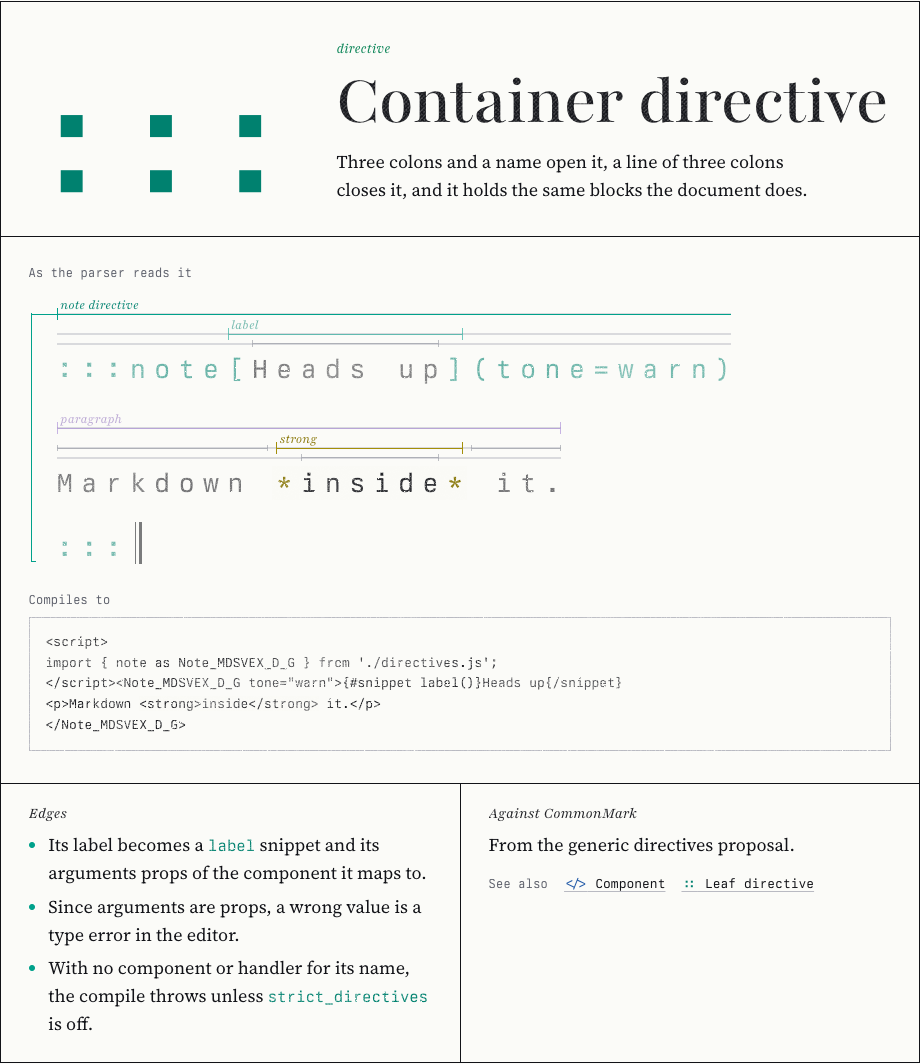 directive
Container directive
Three colons and a name open it, a line of three colons
closes it, and it holds the same blocks the document does.
As the parser reads it
note directive
label
:::note[Heads up](tone=warn)
paragraph
strong
Markdown *inside* it.
:::
Compiles to
<script>
import { note as Note_MDSVEX_D_G } from './directives.js';
</script><Note_MDSVEX_D_G tone="warn">{#snippet label()}Heads up{/snippet}
<p>Markdown <strong>inside</strong> it.</p>
</Note_MDSVEX_D_G>
Edges
Its label becomes a label snippet and its
arguments props of the component it maps to.
Since arguments are props, a wrong value is a
type error in the editor.
With no component or handler for its name,
the compile throws unless strict_directives
is off.
Against CommonMark
From the generic directives proposal.
See also </> Component :: Leaf directive